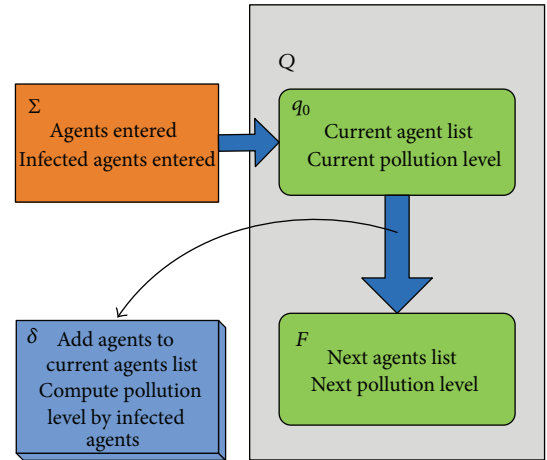 Q
Σ
Agents entered
Infected agents entered
q₀
Current agent list
Current pollution level
δ
Add agents to
current agents list
Compute pollution
level by infected
agents
F
Next agents list
Next pollution level